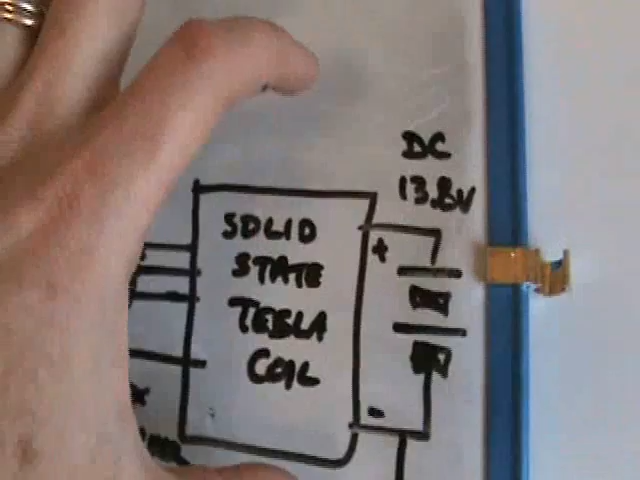 DC
13.8V
+
SOLID
STATE
TESLA
COIL
-